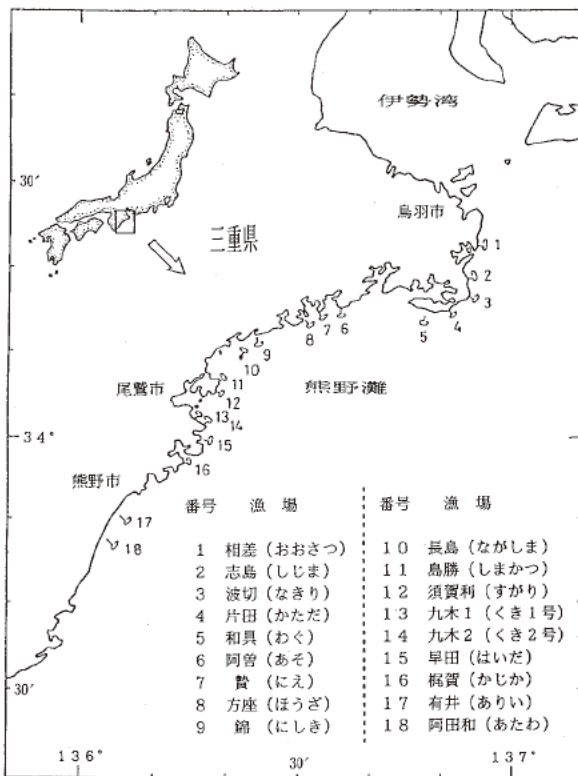 伊勢湾
30′
鳥羽市
三重県
1
2
3
4
5
6
7
8
9
10
11
12
13
14
15
16
17
18
尾鷲市
熊野灘
34°
熊野市
番号 漁場 番号 漁場
1 相差(おおさつ) 10 長島(ながしま)
2 志島(しじま) 11 島勝(しまかつ)
3 波切(なきり) 12 須賀利(すがり)
4 片田(かただ) 13 九木1(くき1号)
5 和具(わぐ) 14 九木2(くき2号)
6 阿曽(あそ) 15 早田(はいだ)
7 贄(にえ) 16 梶賀(かじか)
8 方座(ほうざ) 17 有井(ありい)
9 錦(にしき) 18 阿田和(あたわ)
30′
136° 30′ 137°